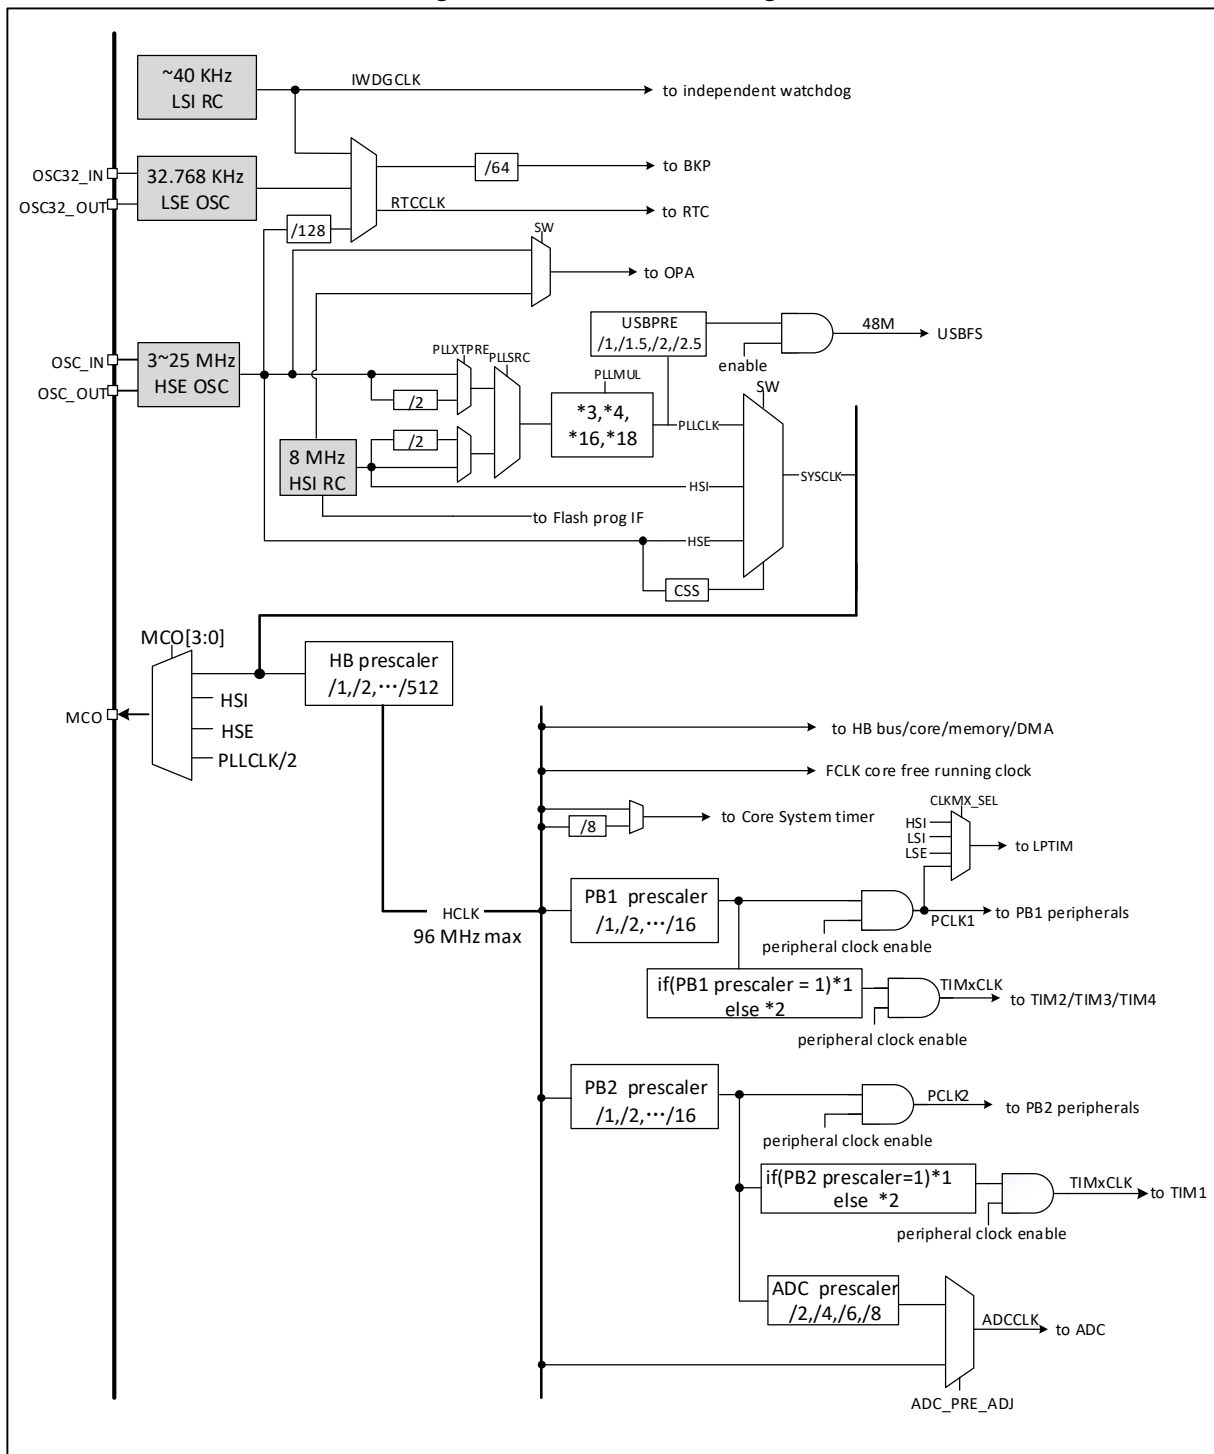 ~40 KHz
LSI RC
IWDGCLK
to independent watchdog
OSC32_IN
OSC32_OUT
32.768 KHz
LSE OSC
/64
to BKP
RTCCLK
to RTC
/128
SW
to OPA
USBPRE
/1,/1.5,/2,/2.5
48M
USBFS
enable
OSC_IN
OSC_OUT
3~25 MHz
HSE OSC
PLLXTPRE
PLLSRC
/2
PLLMUL
*3,*4,
*16,*18
PLLCLK
SW
/2
8 MHz
HSI RC
HSI
SYSCLK
to Flash prog IF
HSE
CSS
MCO[3:0]
HB prescaler
/1,/2,···/512
HSI
MCO
HSE
PLLCLK/2
to HB bus/core/memory/DMA
FCLK core free running clock
/8
to Core System timer
CLKMX_SEL
HSI
LSI
LSE
to LPTIM
HCLK
96 MHz max
PB1 prescaler
/1,/2,···/16
PCLK1
to PB1 peripherals
peripheral clock enable
if(PB1 prescaler = 1)*1
else *2
TIMxCLK
to TIM2/TIM3/TIM4
peripheral clock enable
PB2 prescaler
/1,/2,···/16
PCLK2
to PB2 peripherals
peripheral clock enable
if(PB2 prescaler=1)*1
else *2
TIMxCLK
to TIM1
peripheral clock enable
ADC prescaler
/2,/4,/6,/8
ADCCLK
to ADC
ADC_PRE_ADJ